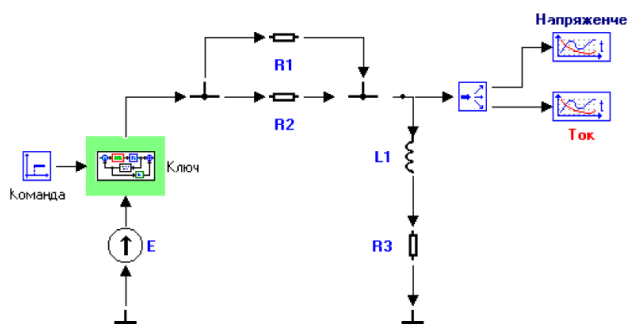 Напряженче
t
R1
R2
t
Ток
L1
Ключ
Команда
E
R3